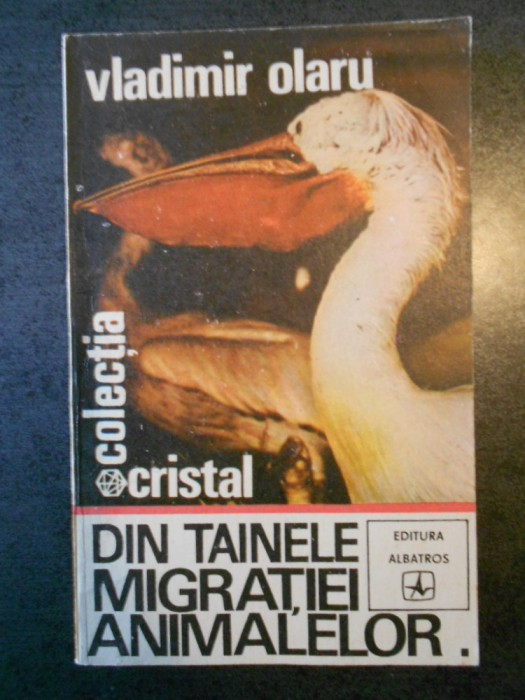 vladimir olaru
colecția
cristal
DIN TAINELE
MIGRAȚIEI
ANIMALELOR.
EDITURA
ALBATROS